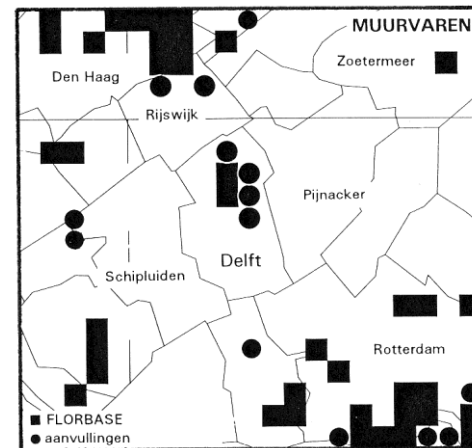 MUURVAREN
Zoetermeer
Den Haag
Rijswijk
Pijnacker
Delft
Schipluiden
Rotterdam
FLORBASE
aanvullingen